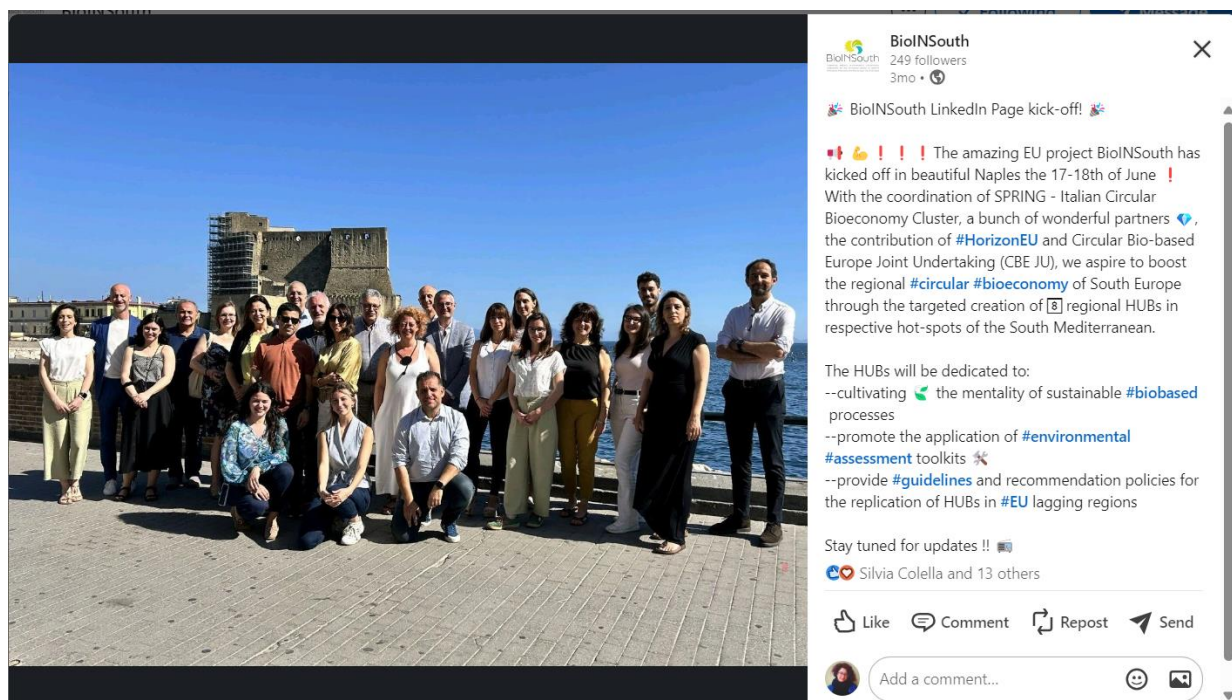 BioINSouth
Following
Message
BioINSouth
BioINSouth
249 followers
3mo •
🎉 BioINSouth LinkedIn Page kick-off! 🎉
📢 💪 ❗ ❗ ❗ The amazing EU project BioINSouth has
kicked off in beautiful Naples the 17-18th of June ❗
With the coordination of SPRING - Italian Circular
Bioeconomy Cluster, a bunch of wonderful partners 💎,
the contribution of #HorizonEU and Circular Bio-based
Europe Joint Undertaking (CBE JU), we aspire to boost
the regional #circular #bioeconomy of South Europe
through the targeted creation of 8 regional HUBs in
respective hot-spots of the South Mediterranean.
The HUBs will be dedicated to:
--cultivating 🌱 the mentality of sustainable #biobased
processes
--promote the application of #environmental
#assessment toolkits 🛠
--provide #guidelines and recommendation policies for
the replication of HUBs in #EU lagging regions
Stay tuned for updates !! 📻
Silvia Colella and 13 others
Like Comment Repost Send
Add a comment...